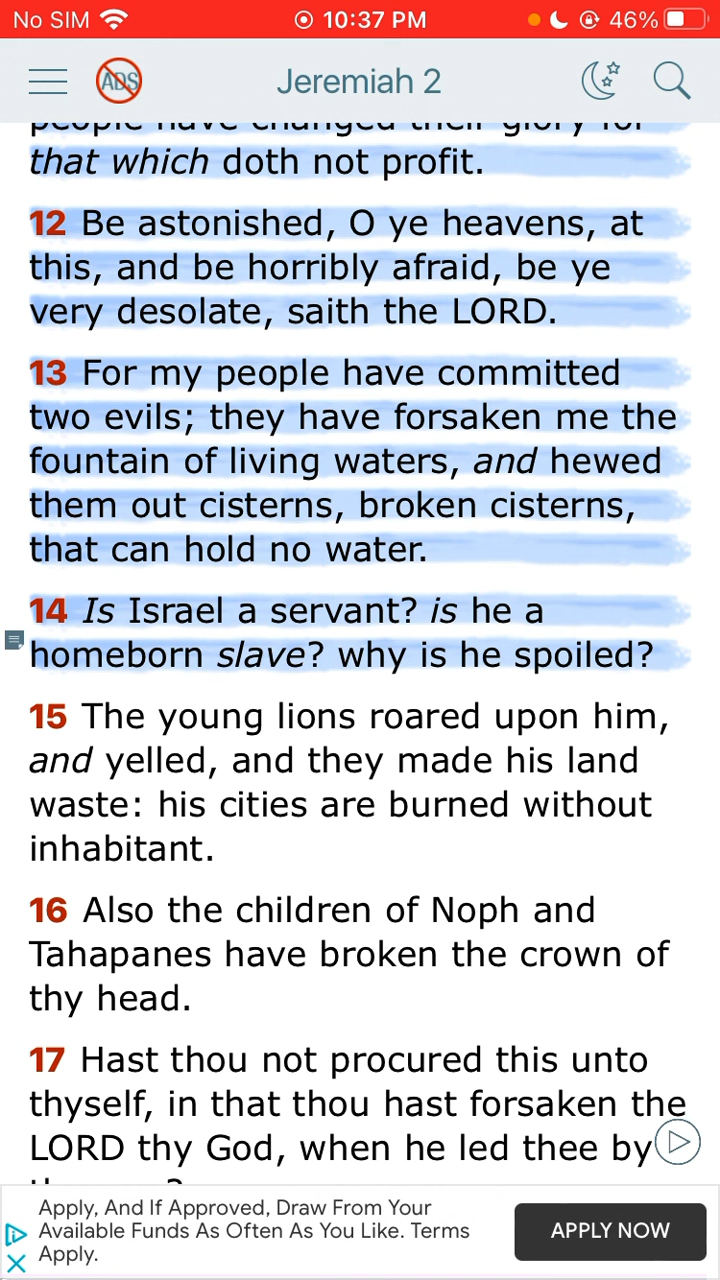 No SIM 10:37 PM 46%
ADS Jeremiah 2
people have changed their glory for
that which doth not profit.
12 Be astonished, O ye heavens, at
this, and be horribly afraid, be ye
very desolate, saith the LORD.
13 For my people have committed
two evils; they have forsaken me the
fountain of living waters, and hewed
them out cisterns, broken cisterns,
that can hold no water.
14 Is Israel a servant? is he a
homeborn slave? why is he spoiled?
15 The young lions roared upon him,
and yelled, and they made his land
waste: his cities are burned without
inhabitant.
16 Also the children of Noph and
Tahapanes have broken the crown of
thy head.
17 Hast thou not procured this unto
thyself, in that thou hast forsaken the
LORD thy God, when he led thee by
Apply, And If Approved, Draw From Your
Available Funds As Often As You Like. Terms
Apply.
APPLY NOW